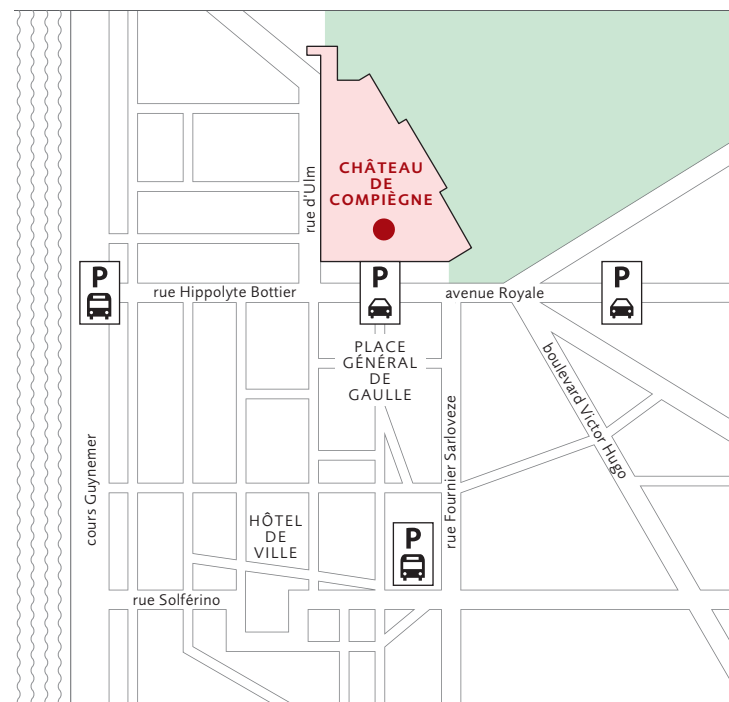 CHÂTEAU
DE
COMPIÈGNE
rue d'Ulm
P
rue Hippolyte Bottier
P
avenue Royale
P
PLACE
GÉNÉRAL
DE
GAULLE
boulevard Victor Hugo
cours Guynemer
rue Fournier Sarloveze
HÔTEL
DE
VILLE
P
rue Solférino